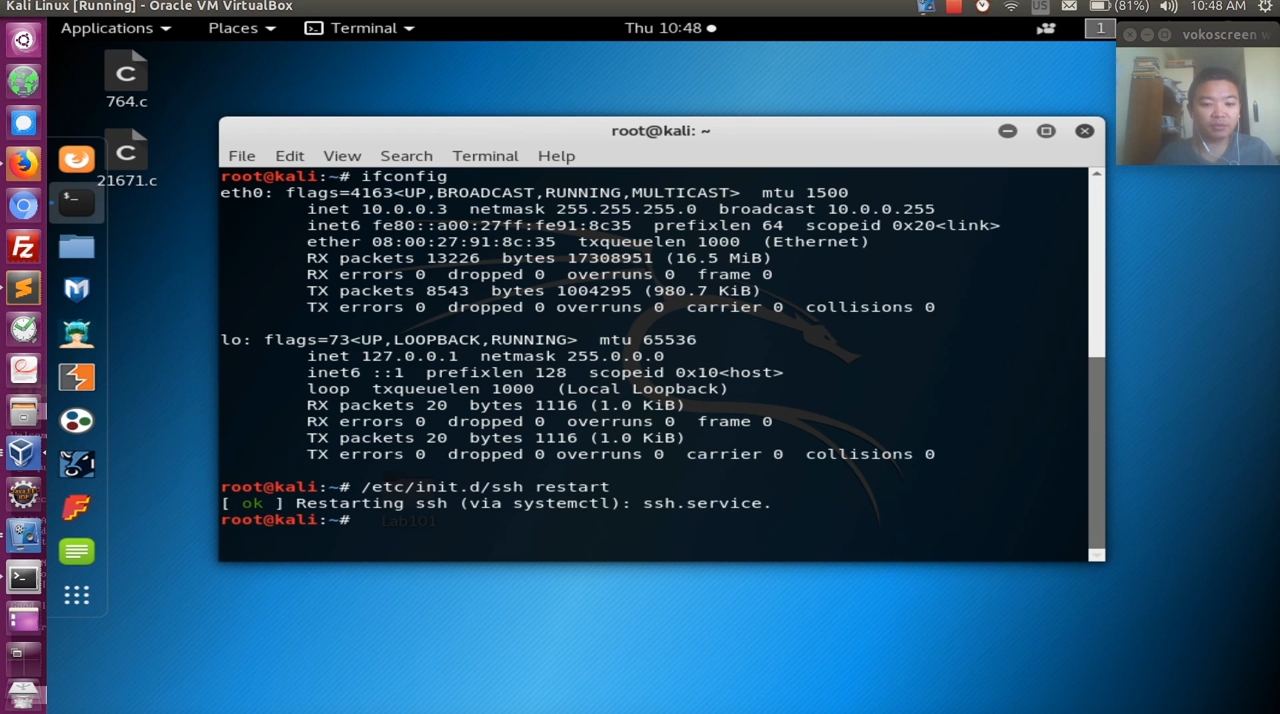 Kali Linux [Running] - Oracle VM VirtualBox
US
(81%)
10:48 AM
Applications
Places
Terminal
Thu 10:48
1
vokoscreen w
764.c
21671.c
root@kali: ~
File Edit View Search Terminal Help
root@kali:~# ifconfig
eth0: flags=4163<UP,BROADCAST,RUNNING,MULTICAST>  mtu 1500
        inet 10.0.0.3  netmask 255.255.255.0  broadcast 10.0.0.255
        inet6 fe80::a00:27ff:fe91:8c35  prefixlen 64  scopeid 0x20<link>
        ether 08:00:27:91:8c:35  txqueuelen 1000  (Ethernet)
        RX packets 13226  bytes 17308951 (16.5 MiB)
        RX errors 0  dropped 0  overruns 0  frame 0
        TX packets 8543  bytes 1004295 (980.7 KiB)
        TX errors 0  dropped 0 overruns 0  carrier 0  collisions 0
lo: flags=73<UP,LOOPBACK,RUNNING>  mtu 65536
        inet 127.0.0.1  netmask 255.0.0.0
        inet6 ::1  prefixlen 128  scopeid 0x10<host>
        loop  txqueuelen 1000  (Local Loopback)
        RX packets 20  bytes 1116 (1.0 KiB)
        RX errors 0  dropped 0  overruns 0  frame 0
        TX packets 20  bytes 1116 (1.0 KiB)
        TX errors 0  dropped 0 overruns 0  carrier 0  collisions 0
root@kali:~# /etc/init.d/ssh restart
[ ok ] Restarting ssh (via systemctl): ssh.service.
root@kali:~#
Lab101